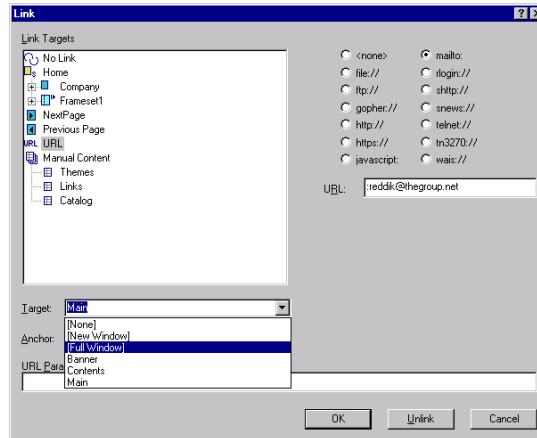 Link
Link Targets
No Link
Home
Company
Frameset1
NextPage
Previous Page
URL URL
Manual Content
Themes
Links
Catalog
<none>
file://
ftp://
gopher://
http://
https://
javascript:
mailto:
rlogin://
shttp://
snews://
telnet://
tn3270://
wais://
URL: :reddik@thegroup.net
Target: Main
[None]
[New Window]
[Full Window]
Banner
Contents
Main
Anchor:
URL Para
OK Unlink Cancel